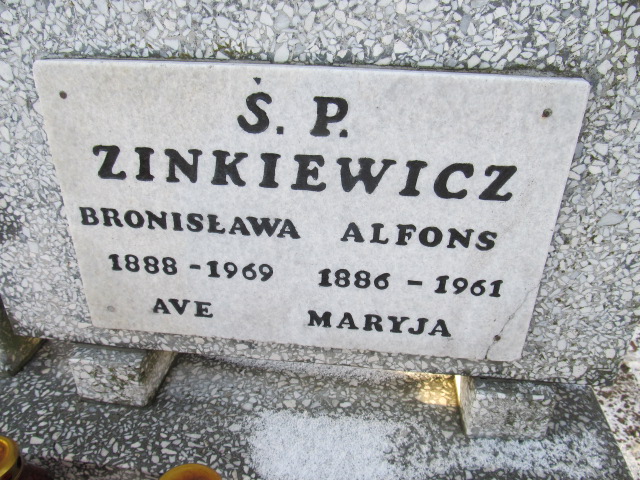 Ś. P.
ZINKIEWICZ
BRONISŁAWA ALFONS
1888 - 1969 1886 - 1961
AVE MARYJA